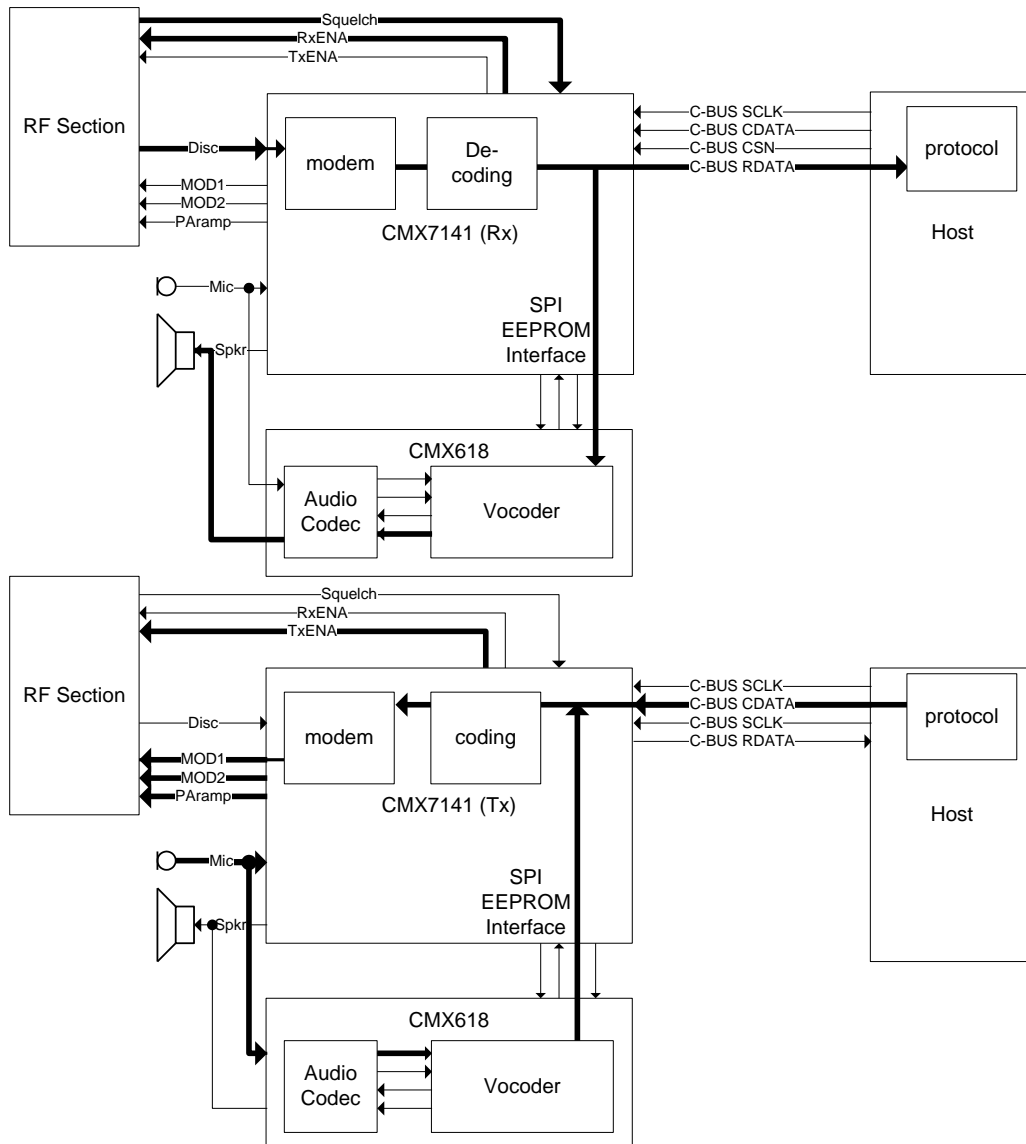 Squelch
RxENA
TxENA
RF Section
Disc
MOD1
MOD2
PAramp
modem
De-
coding
CMX7141 (Rx)
C-BUS SCLK
C-BUS CDATA
C-BUS CSN
C-BUS RDATA
protocol
Host
Mic
Spkr
SPI
EEPROM
Interface
CMX618
Audio
Codec
Vocoder
Squelch
RxENA
TxENA
RF Section
Disc
MOD1
MOD2
PAramp
modem
coding
CMX7141 (Tx)
C-BUS SCLK
C-BUS CDATA
C-BUS SCLK
C-BUS RDATA
protocol
Host
Mic
Spkr
SPI
EEPROM
Interface
CMX618
Audio
Codec
Vocoder